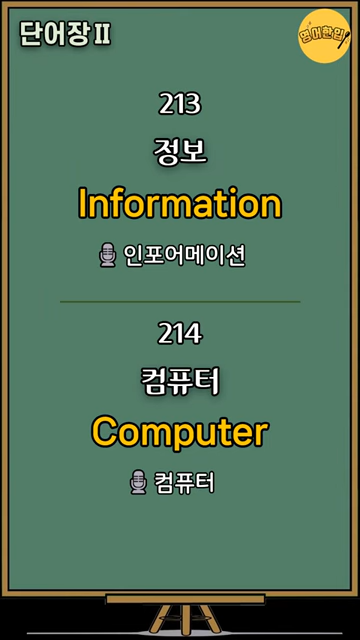 단어장 Ⅱ
영어한입
213
정보
Information
인포어메이션
214
컴퓨터
Computer
컴퓨터